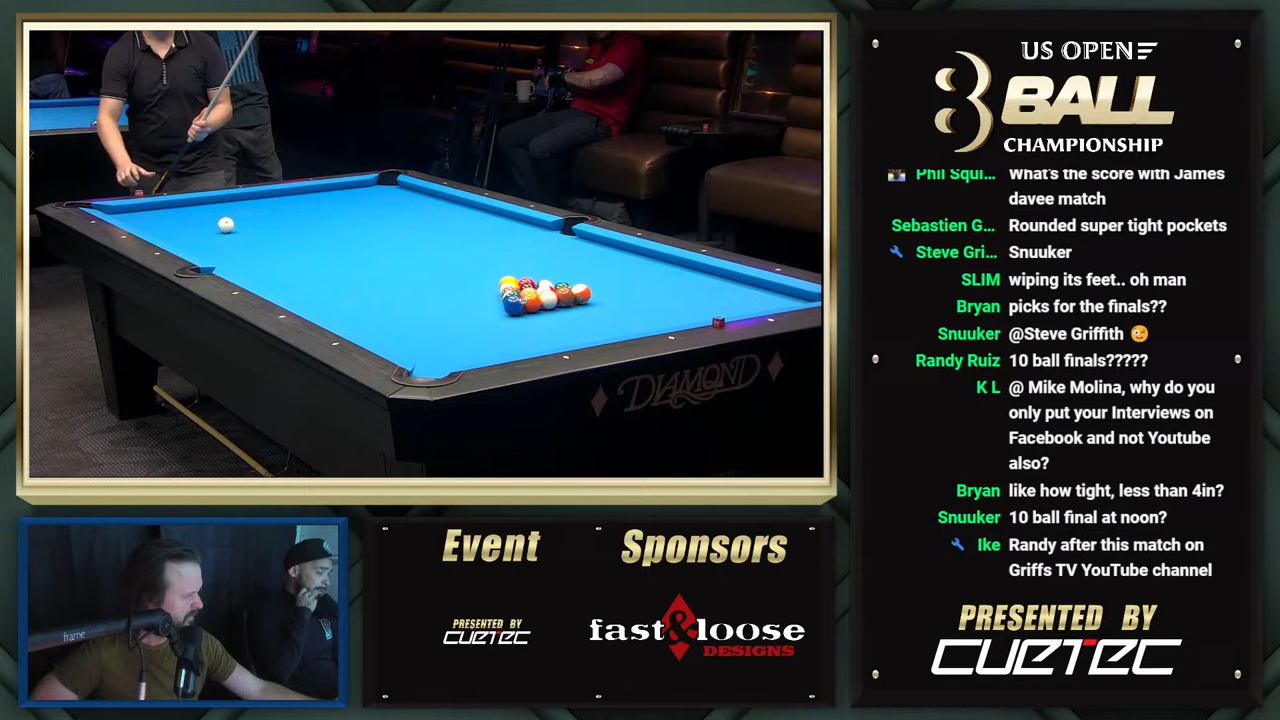 US OPEN
8 BALL
CHAMPIONSHIP
Phil Squi... What's the score with James
davee match
Sebastien G... Rounded super tight pockets
Steve Gri... Snuuker
SLIM wiping its feet.. oh man
Bryan picks for the finals??
Snuuker @Steve Griffith 😉
Randy Ruiz 10 ball finals?????
K L @ Mike Molina, why do you
only put your Interviews on
Facebook and not Youtube
also?
Bryan like how tight, less than 4in?
Snuuker 10 ball final at noon?
Ike Randy after this match on
Griffs TV YouTube channel
PRESENTED BY
CUETEC
DIAMOND
frame
Event Sponsors
PRESENTED BY
CUETEC
fast & loose
DESIGNS